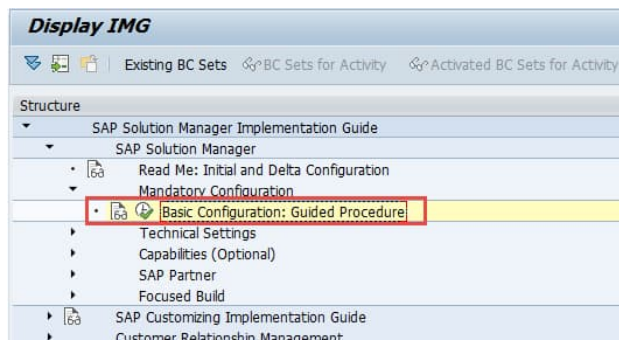 Display IMG
Existing BC Sets BC Sets for Activity Activated BC Sets for Activity
Structure
SAP Solution Manager Implementation Guide
SAP Solution Manager
Read Me: Initial and Delta Configuration
Mandatory Configuration
Basic Configuration: Guided Procedure
Technical Settings
Capabilities (Optional)
SAP Partner
Focused Build
SAP Customizing Implementation Guide
Customer Relationship Management